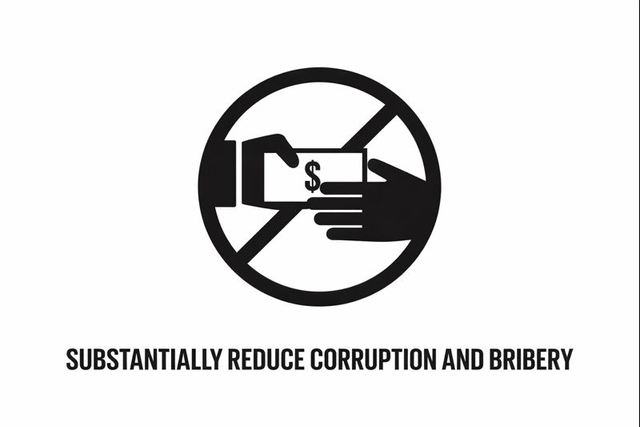 $
SUBSTANTIALLY REDUCE CORRUPTION AND BRIBERY